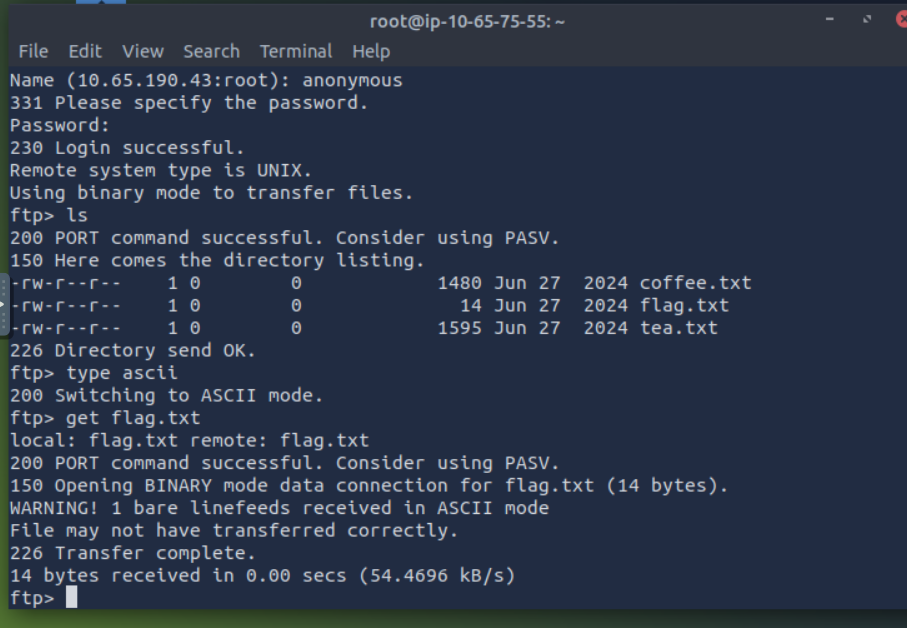 root@ip-10-65-75-55: ~
File Edit View Search Terminal Help
Name (10.65.190.43:root): anonymous
331 Please specify the password.
Password:
230 Login successful.
Remote system type is UNIX.
Using binary mode to transfer files.
ftp> ls
200 PORT command successful. Consider using PASV.
150 Here comes the directory listing.
-rw-r--r--    1 0        0            1480 Jun 27  2024 coffee.txt
-rw-r--r--    1 0        0              14 Jun 27  2024 flag.txt
-rw-r--r--    1 0        0            1595 Jun 27  2024 tea.txt
226 Directory send OK.
ftp> type ascii
200 Switching to ASCII mode.
ftp> get flag.txt
local: flag.txt remote: flag.txt
200 PORT command successful. Consider using PASV.
150 Opening BINARY mode data connection for flag.txt (14 bytes).
WARNING! 1 bare linefeeds received in ASCII mode
File may not have transferred correctly.
226 Transfer complete.
14 bytes received in 0.00 secs (54.4696 kB/s)
ftp>